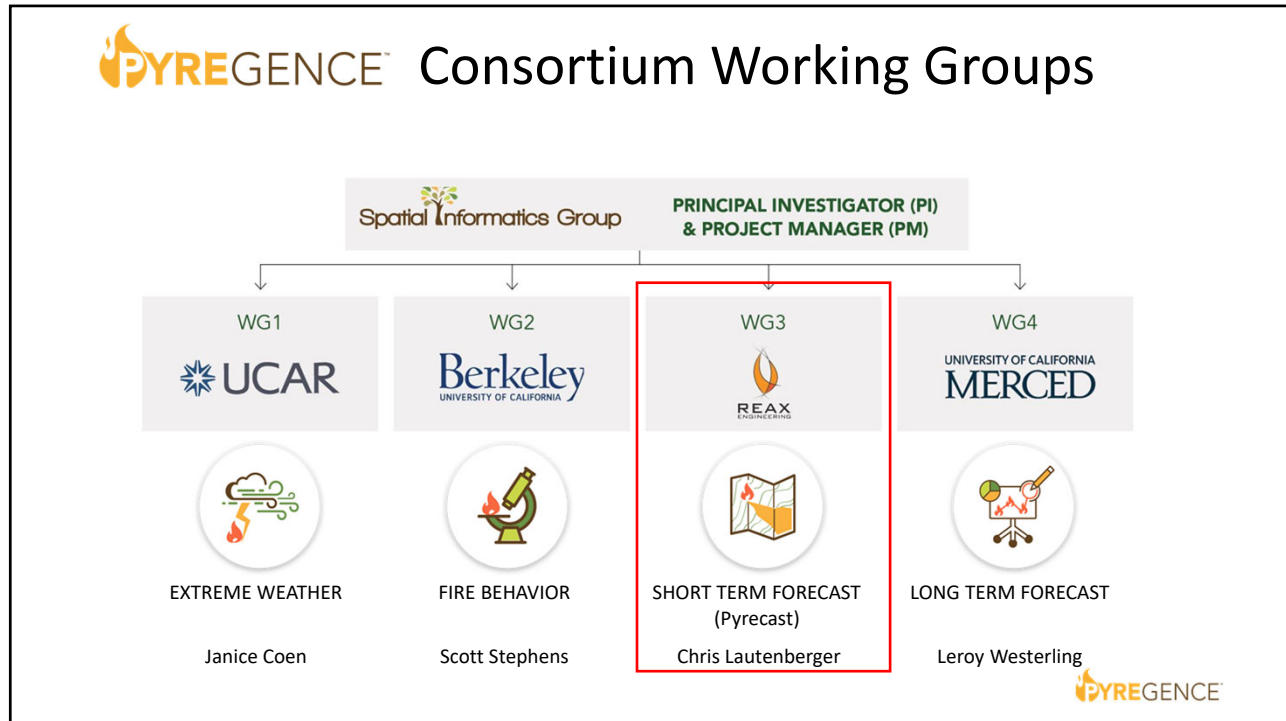 PYREGENCE™ Consortium Working Groups
Spatial Informatics Group
PRINCIPAL INVESTIGATOR (PI)
& PROJECT MANAGER (PM)
WG1
UCAR
EXTREME WEATHER
Janice Coen
WG2
Berkeley
UNIVERSITY OF CALIFORNIA
FIRE BEHAVIOR
Scott Stephens
WG3
REAX
ENGINEERING
SHORT TERM FORECAST
(Pyrecast)
Chris Lautenberger
WG4
UNIVERSITY OF CALIFORNIA
MERCED
LONG TERM FORECAST
Leroy Westerling
PYREGENCE™